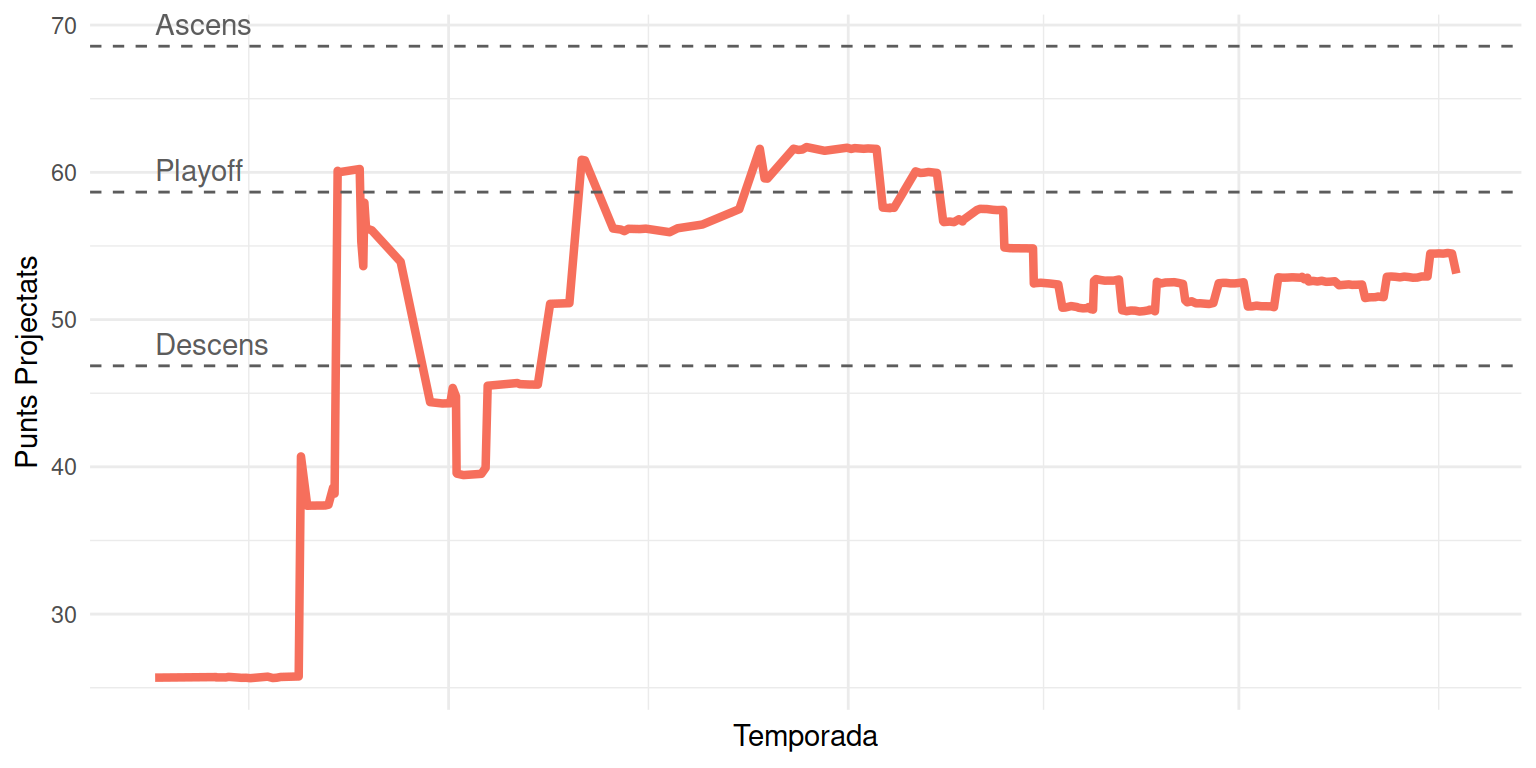 70
Ascens
60
Playoff
50
Descens
40
30
Punts Projectats
Temporada